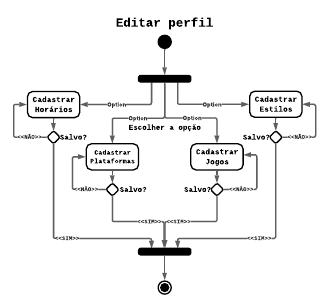 Editar perfil
Cadastrar
Horários
Option
Option
Cadastrar
Estilos
Option
Option
Escolher a opção
<<NÃO>>
Salvo?
Salvo?
<<NÃO>>
Cadastrar
Plataformas
Cadastrar
Jogos
<<NÃO>>
Salvo?
Salvo?
<<NÃO>>
<<SIM>>
<<SIM>>
<<SIM>>
<<SIM>>